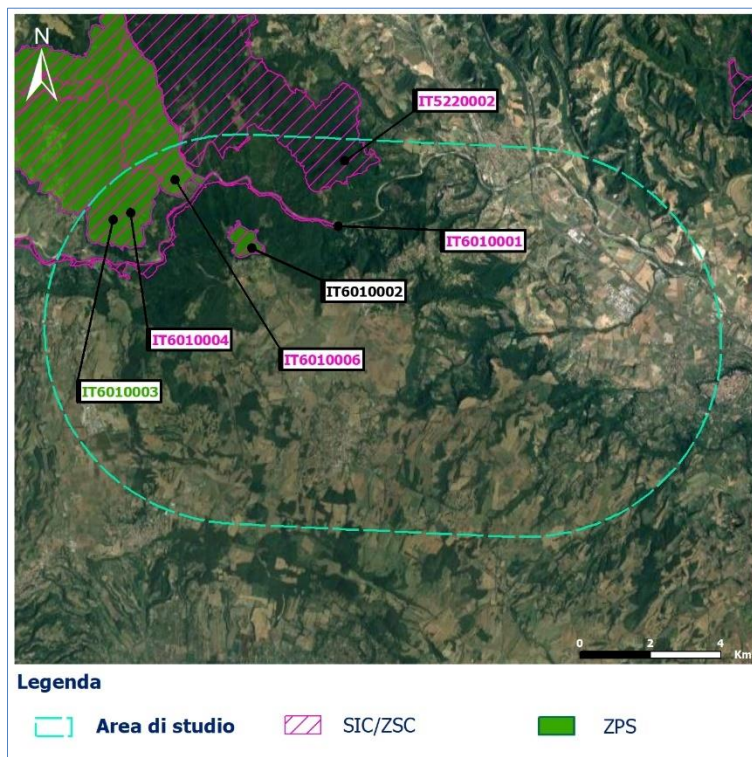 N
IT5220002
IT6010001
IT6010002
IT6010004
IT6010006
IT6010003
0 2 4
Km
Legenda
Area di studio SIC/ZSC ZPS